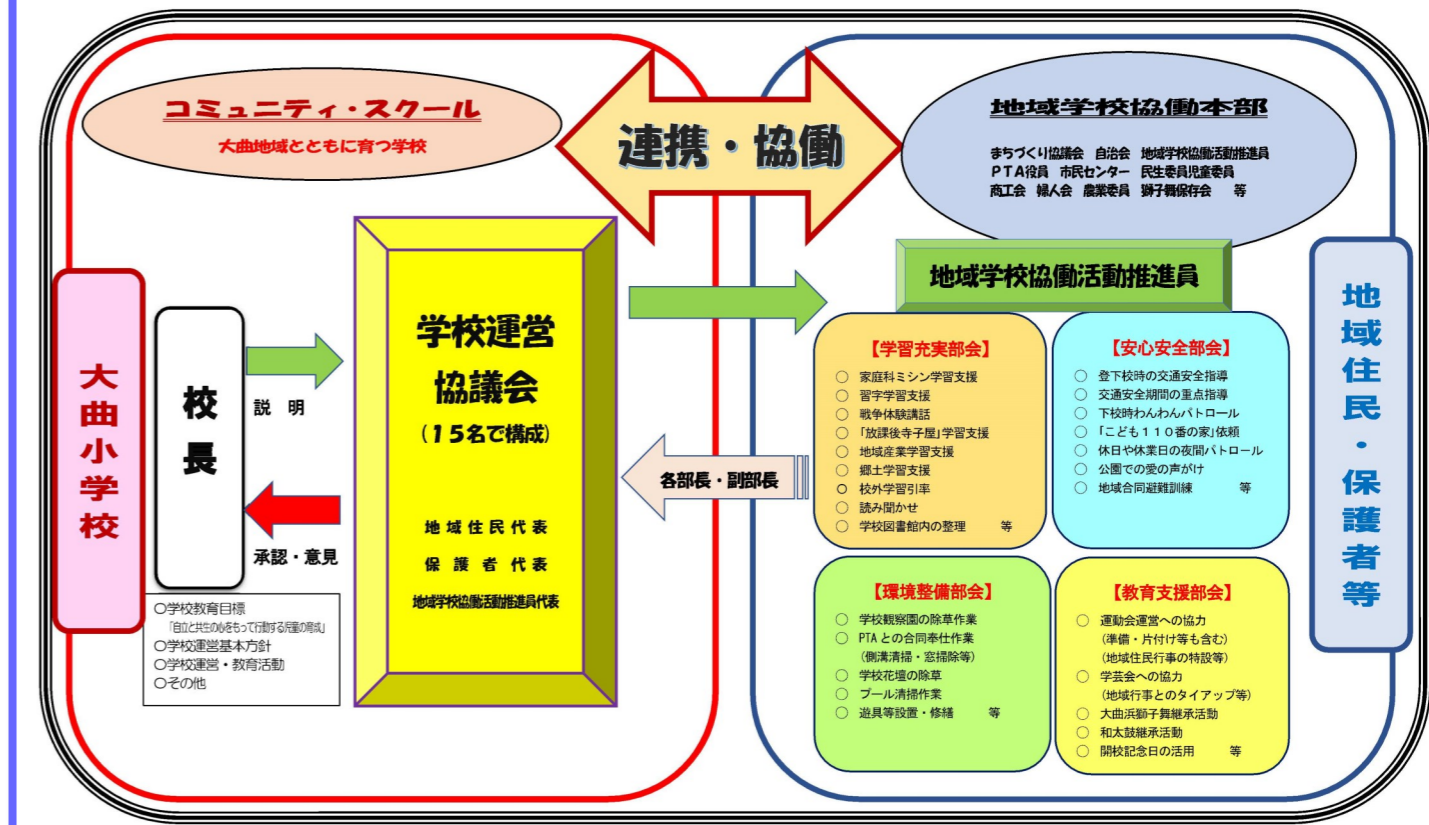 コミュニティ・スクール
大曲地域とともに育つ学校
連携・協働
地域学校協働本部
まちづくり協議会 自治会 地域学校協働活動推進員
PTA役員 市民センター 民生委員児童委員
商工会 婦人会 農業委員 獅子舞保存会 等
大曲小学校
校長
説 明
承認・意見
○学校教育目標
「自立と共生の心をもって行動する児童の育成」
○学校運営基本方針
○学校運営・教育活動
○その他
学校運営
協議会
(15名で構成)
地域住民代表
保護者代表
地域学校協働活動推進員代表
各部長・副部長
地域学校協働活動推進員
【学習充実部会】
○ 家庭科ミシン学習支援
○ 習字学習支援
○ 戦争体験講話
○ 「放課後寺子屋」学習支援
○ 地域産業学習支援
○ 郷土学習支援
○ 校外学習引率
○ 読み聞かせ
○ 学校図書館内の整理 等
【安心安全部会】
○ 登下校時の交通安全指導
○ 交通安全期間の重点指導
○ 下校時わんわんパトロール
○ 「こども110番の家」依頼
○ 休日や休業日の夜間パトロール
○ 公園での愛の声がけ
○ 地域合同避難訓練 等
【環境整備部会】
○ 学校観察園の除草作業
○ PTAとの合同奉仕作業
(側溝清掃・窓掃除等)
○ 学校花壇の除草
○ プール清掃作業
○ 遊具等設置・修繕 等
【教育支援部会】
○ 運動会運営への協力
(準備・片付け等も含む)
(地域住民行事の特設等)
○ 学芸会への協力
(地域行事とのタイアップ等)
○ 大曲浜獅子舞継承活動
○ 和太鼓継承活動
○ 開校記念日の活用 等
地域住民・保護者等